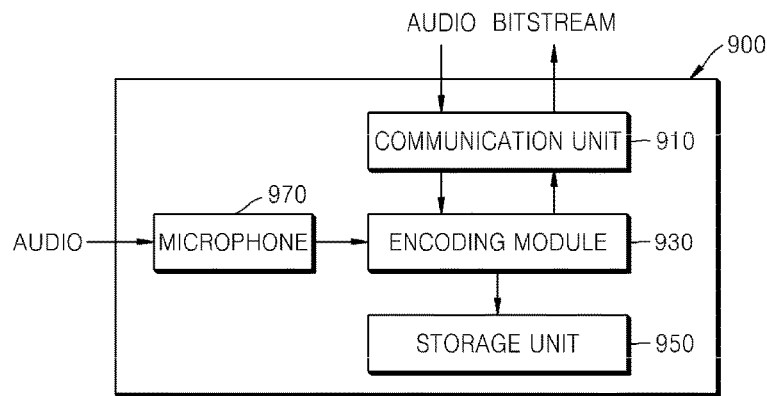 AUDIO BITSTREAM
900
COMMUNICATION UNIT
910
970
AUDIO
MICROPHONE
ENCODING MODULE
930
STORAGE UNIT
950